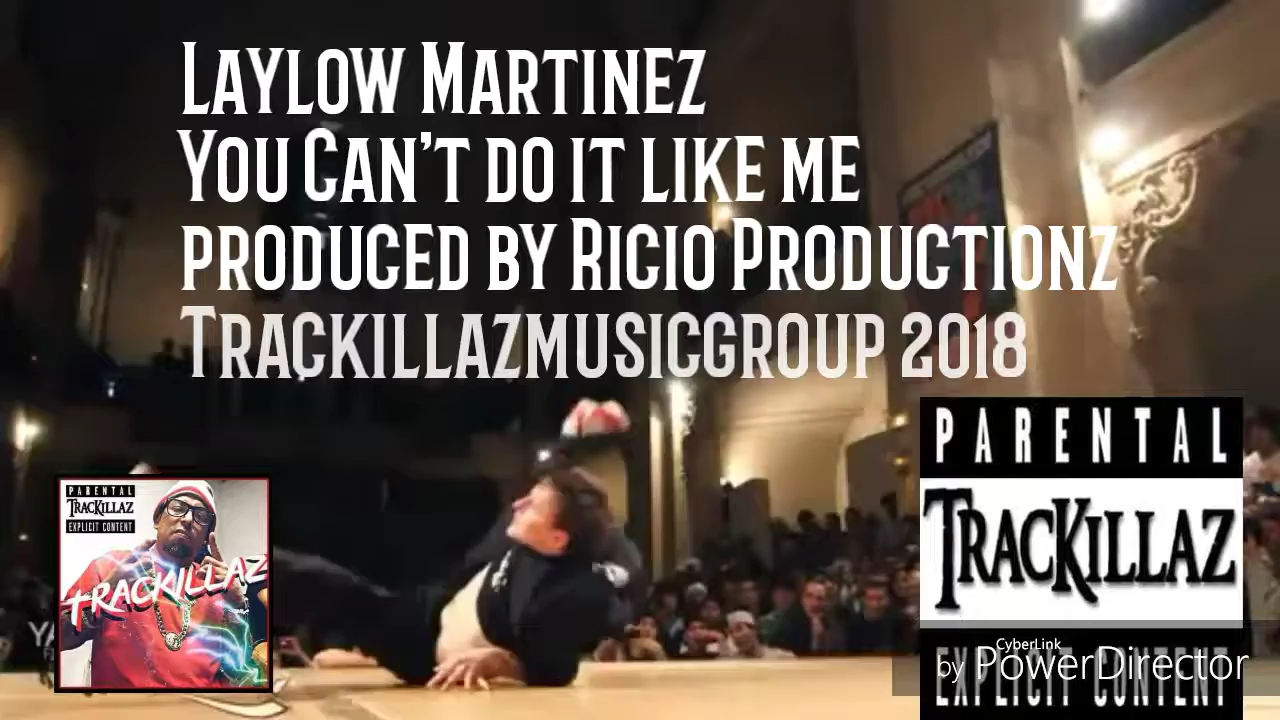 Laylow Martinez
You Can't do it like me
produced by Ricio Productionz
Trackillazmusicgroup 2018
PARENTAL
TRACKILLAZ
EXPLICIT CONTENT
TRACKILLAZ
PARENTAL
TRACKILLAZ
EXPLICIT CONTENT
CyberLink
by PowerDirector